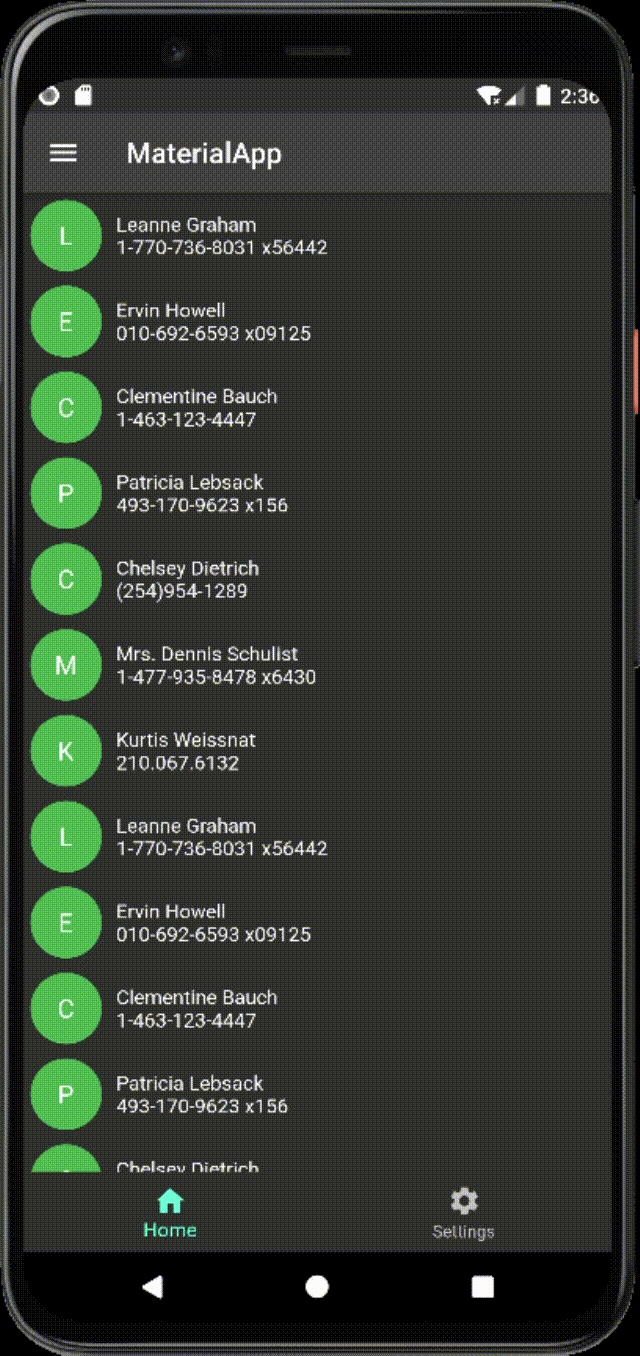 2:36
MaterialApp
L
Leanne Graham
1-770-736-8031 x56442
E
Ervin Howell
010-692-6593 x09125
C
Clementine Bauch
1-463-123-4447
P
Patricia Lebsack
493-170-9623 x156
C
Chelsey Dietrich
(254)954-1289
M
Mrs. Dennis Schulist
1-477-935-8478 x6430
K
Kurtis Weissnat
210.067.6132
L
Leanne Graham
1-770-736-8031 x56442
E
Ervin Howell
010-692-6593 x09125
C
Clementine Bauch
1-463-123-4447
P
Patricia Lebsack
493-170-9623 x156
Chelsey Dietrich
Home
Settings